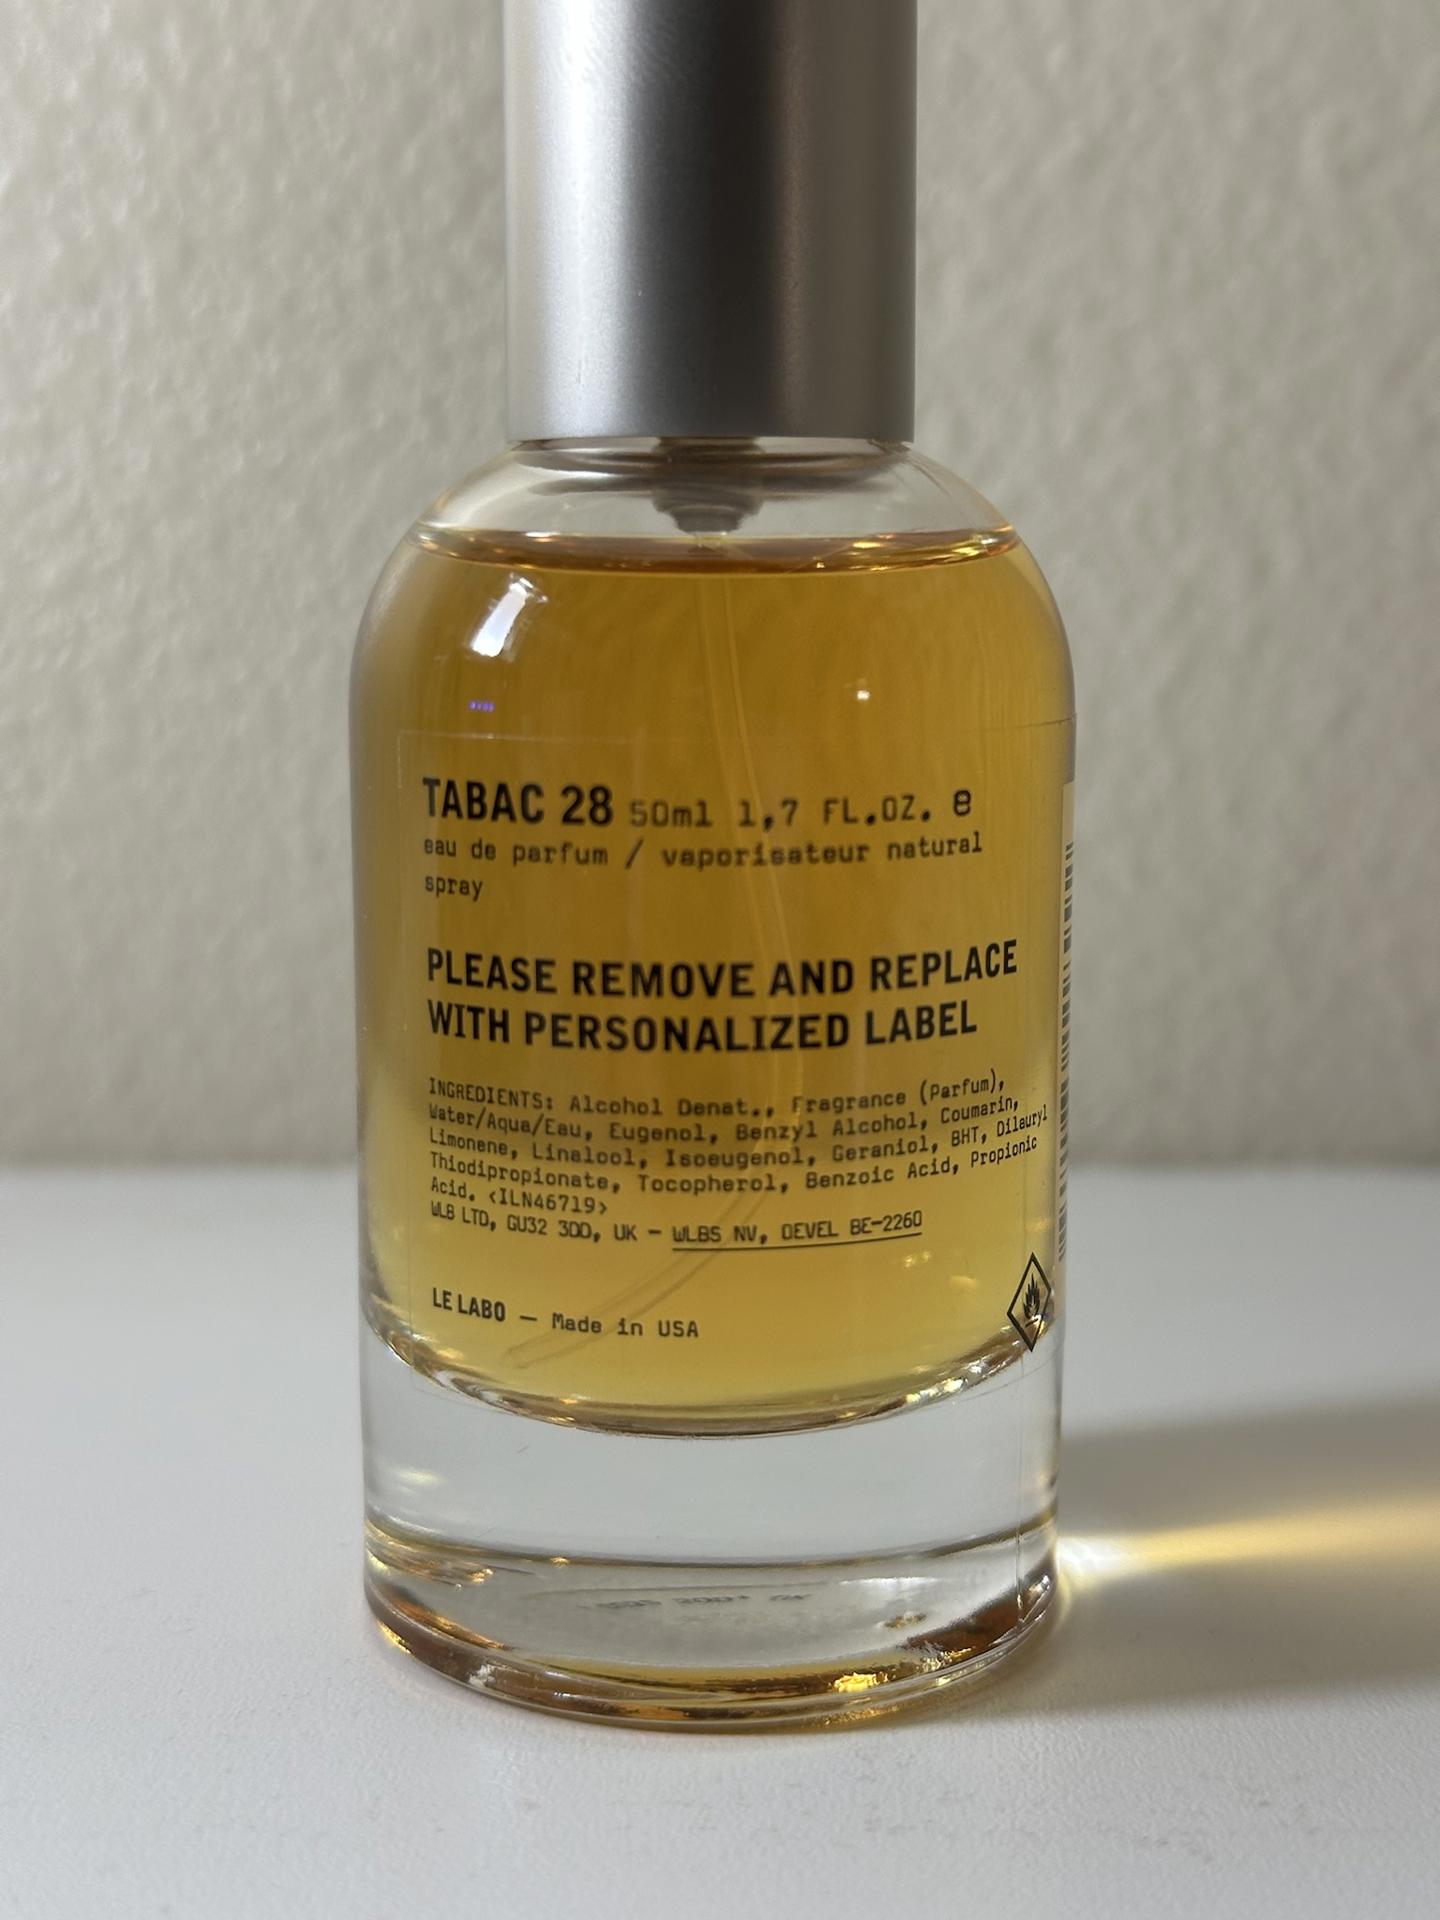 TABAC 28 50ml 1,7 FL.OZ. e
eau de parfum / vaporisateur natural
spray
PLEASE REMOVE AND REPLACE
WITH PERSONALIZED LABEL
INGREDIENTS: Alcohol Denat., Fragrance (Parfum),
Water/Aqua/Eau, Eugenol, Benzyl Alcohol, Coumarin,
Limonene, Linalool, Isoeugenol, Geraniol, BHT, Dilauryl
Thiodipropionate, Tocopherol, Benzoic Acid, Propionic
Acid. <ILN46719>
WLB LTD, GU32 3DD, UK – WLBS NV, OEVEL BE-2260
LE LABO – Made in USA